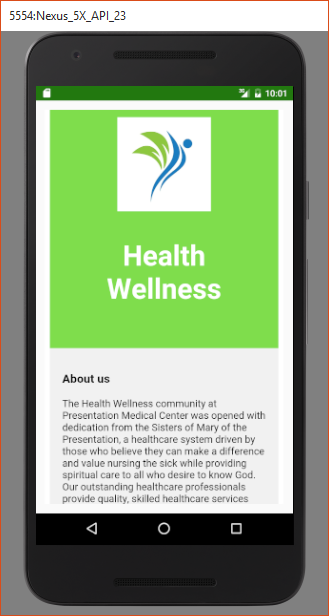 5554:Nexus_5X_API_23
10:01
Health
Wellness
About us
The Health Wellness community at
Presentation Medical Center was opened with
dedication from the Sisters of Mary of the
Presentation, a healthcare system driven by
those who believe they can make a difference
and value nursing the sick while providing
spiritual care to all who desire to know God.
Our outstanding healthcare professionals
provide quality, skilled healthcare services